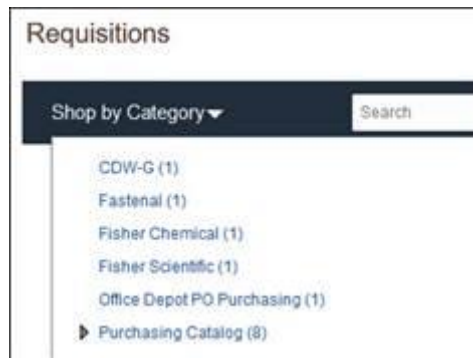 Requisitions
Shop by Category
Search
CDW-G (1)
Fastenal (1)
Fisher Chemical (1)
Fisher Scientific (1)
Office Depot PO Purchasing (1)
Purchasing Catalog (8)